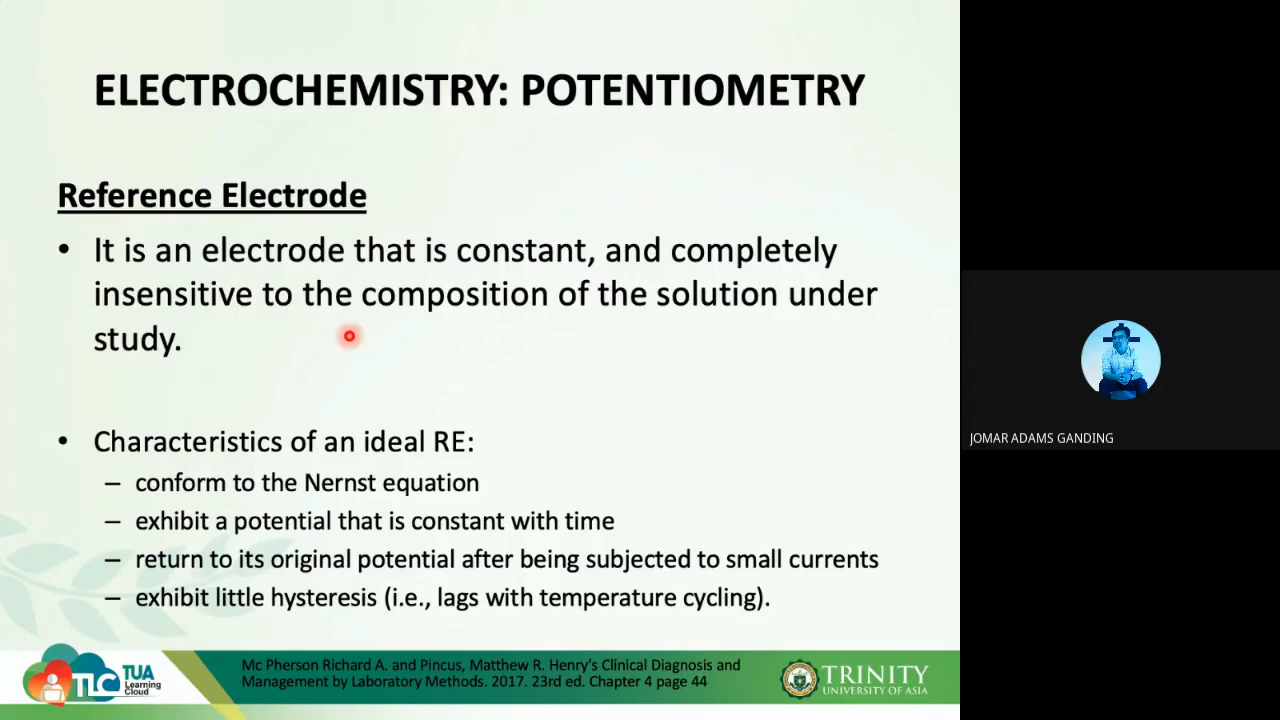 ELECTROCHEMISTRY: POTENTIOMETRY
Reference Electrode
• It is an electrode that is constant, and completely
insensitive to the composition of the solution under
study.
• Characteristics of an ideal RE:
– conform to the Nernst equation
– exhibit a potential that is constant with time
– return to its original potential after being subjected to small currents
– exhibit little hysteresis (i.e., lags with temperature cycling).
JOMAR ADAMS GANDING
TLC
TUA
Learning
Cloud
Mc Pherson Richard A. and Pincus, Matthew R. Henry's Clinical Diagnosis and
Management by Laboratory Methods. 2017. 23rd ed. Chapter 4 page 44
TRINITY
UNIVERSITY OF ASIA